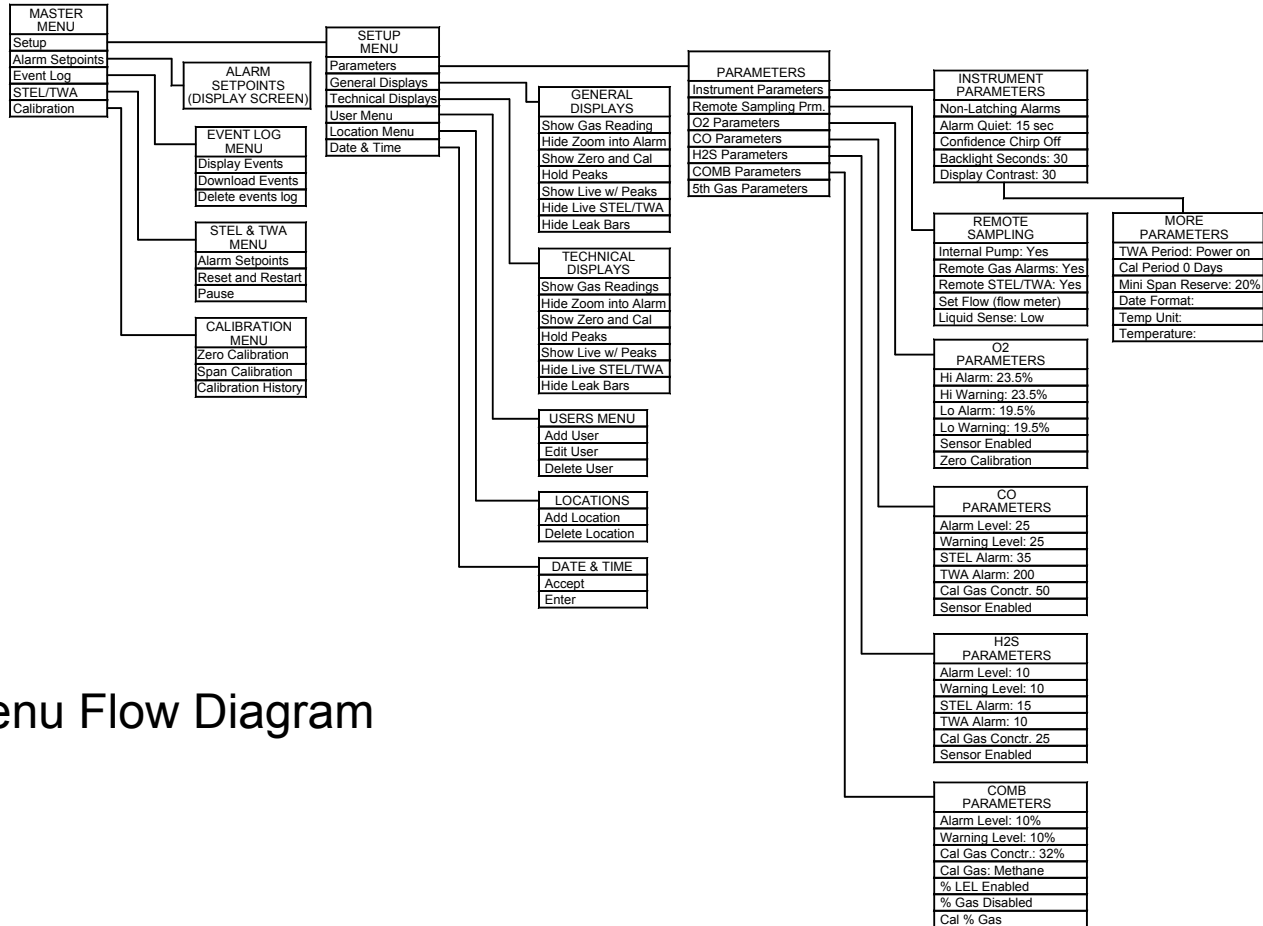 MASTER
MENU
Setup
Alarm Setpoints
Event Log
STEL/TWA
Calibration
ALARM
SETPOINTS
(DISPLAY SCREEN)
EVENT LOG
MENU
Display Events
Download Events
Delete events log
STEL & TWA
MENU
Alarm Setpoints
Reset and Restart
Pause
CALIBRATION
MENU
Zero Calibration
Span Calibration
Calibration History
SETUP
MENU
Parameters
General Displays
Technical Displays
User Menu
Location Menu
Date & Time
GENERAL
DISPLAYS
Show Gas Reading
Hide Zoom into Alarm
Show Zero and Cal
Hold Peaks
Show Live w/ Peaks
Hide Live STEL/TWA
Hide Leak Bars
TECHNICAL
DISPLAYS
Show Gas Readings
Hide Zoom into Alarm
Show Zero and Cal
Hold Peaks
Show Live w/ Peaks
Hide Live STEL/TWA
Hide Leak Bars
USERS MENU
Add User
Edit User
Delete User
LOCATIONS
Add Location
Delete Location
DATE & TIME
Accept
Enter
PARAMETERS
Instrument Parameters
Remote Sampling Prm.
O2 Parameters
CO Parameters
H2S Parameters
COMB Parameters
5th Gas Parameters
INSTRUMENT
PARAMETERS
Non-Latching Alarms
Alarm Quiet: 15 sec
Confidence Chirp Off
Backlight Seconds: 30
Display Contrast: 30
MORE
PARAMETERS
TWA Period: Power on
Cal Period 0 Days
Mini Span Reserve: 20%
Date Format:
Temp Unit:
Temperature:
REMOTE
SAMPLING
Internal Pump: Yes
Remote Gas Alarms: Yes
Remote STEL/TWA: Yes
Set Flow (flow meter)
Liquid Sense: Low
O2
PARAMETERS
Hi Alarm: 23.5%
Hi Warning: 23.5%
Lo Alarm: 19.5%
Lo Warning: 19.5%
Sensor Enabled
Zero Calibration
CO
PARAMETERS
Alarm Level: 25
Warning Level: 25
STEL Alarm: 35
TWA Alarm: 200
Cal Gas Conctr. 50
Sensor Enabled
H2S
PARAMETERS
Alarm Level: 10
Warning Level: 10
STEL Alarm: 15
TWA Alarm: 10
Cal Gas Conctr. 25
Sensor Enabled
COMB
PARAMETERS
Alarm Level: 10%
Warning Level: 10%
Cal Gas Conctr.: 32%
Cal Gas: Methane
% LEL Enabled
% Gas Disabled
Cal % Gas
enu Flow Diagram